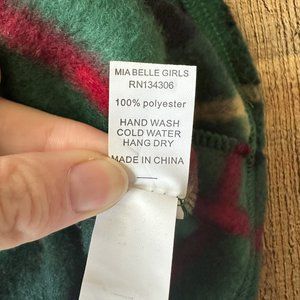 MIA BELLE GIRLS
RN134306
100% polyester
HAND WASH
COLD WATER
HANG DRY
MADE IN CHINA